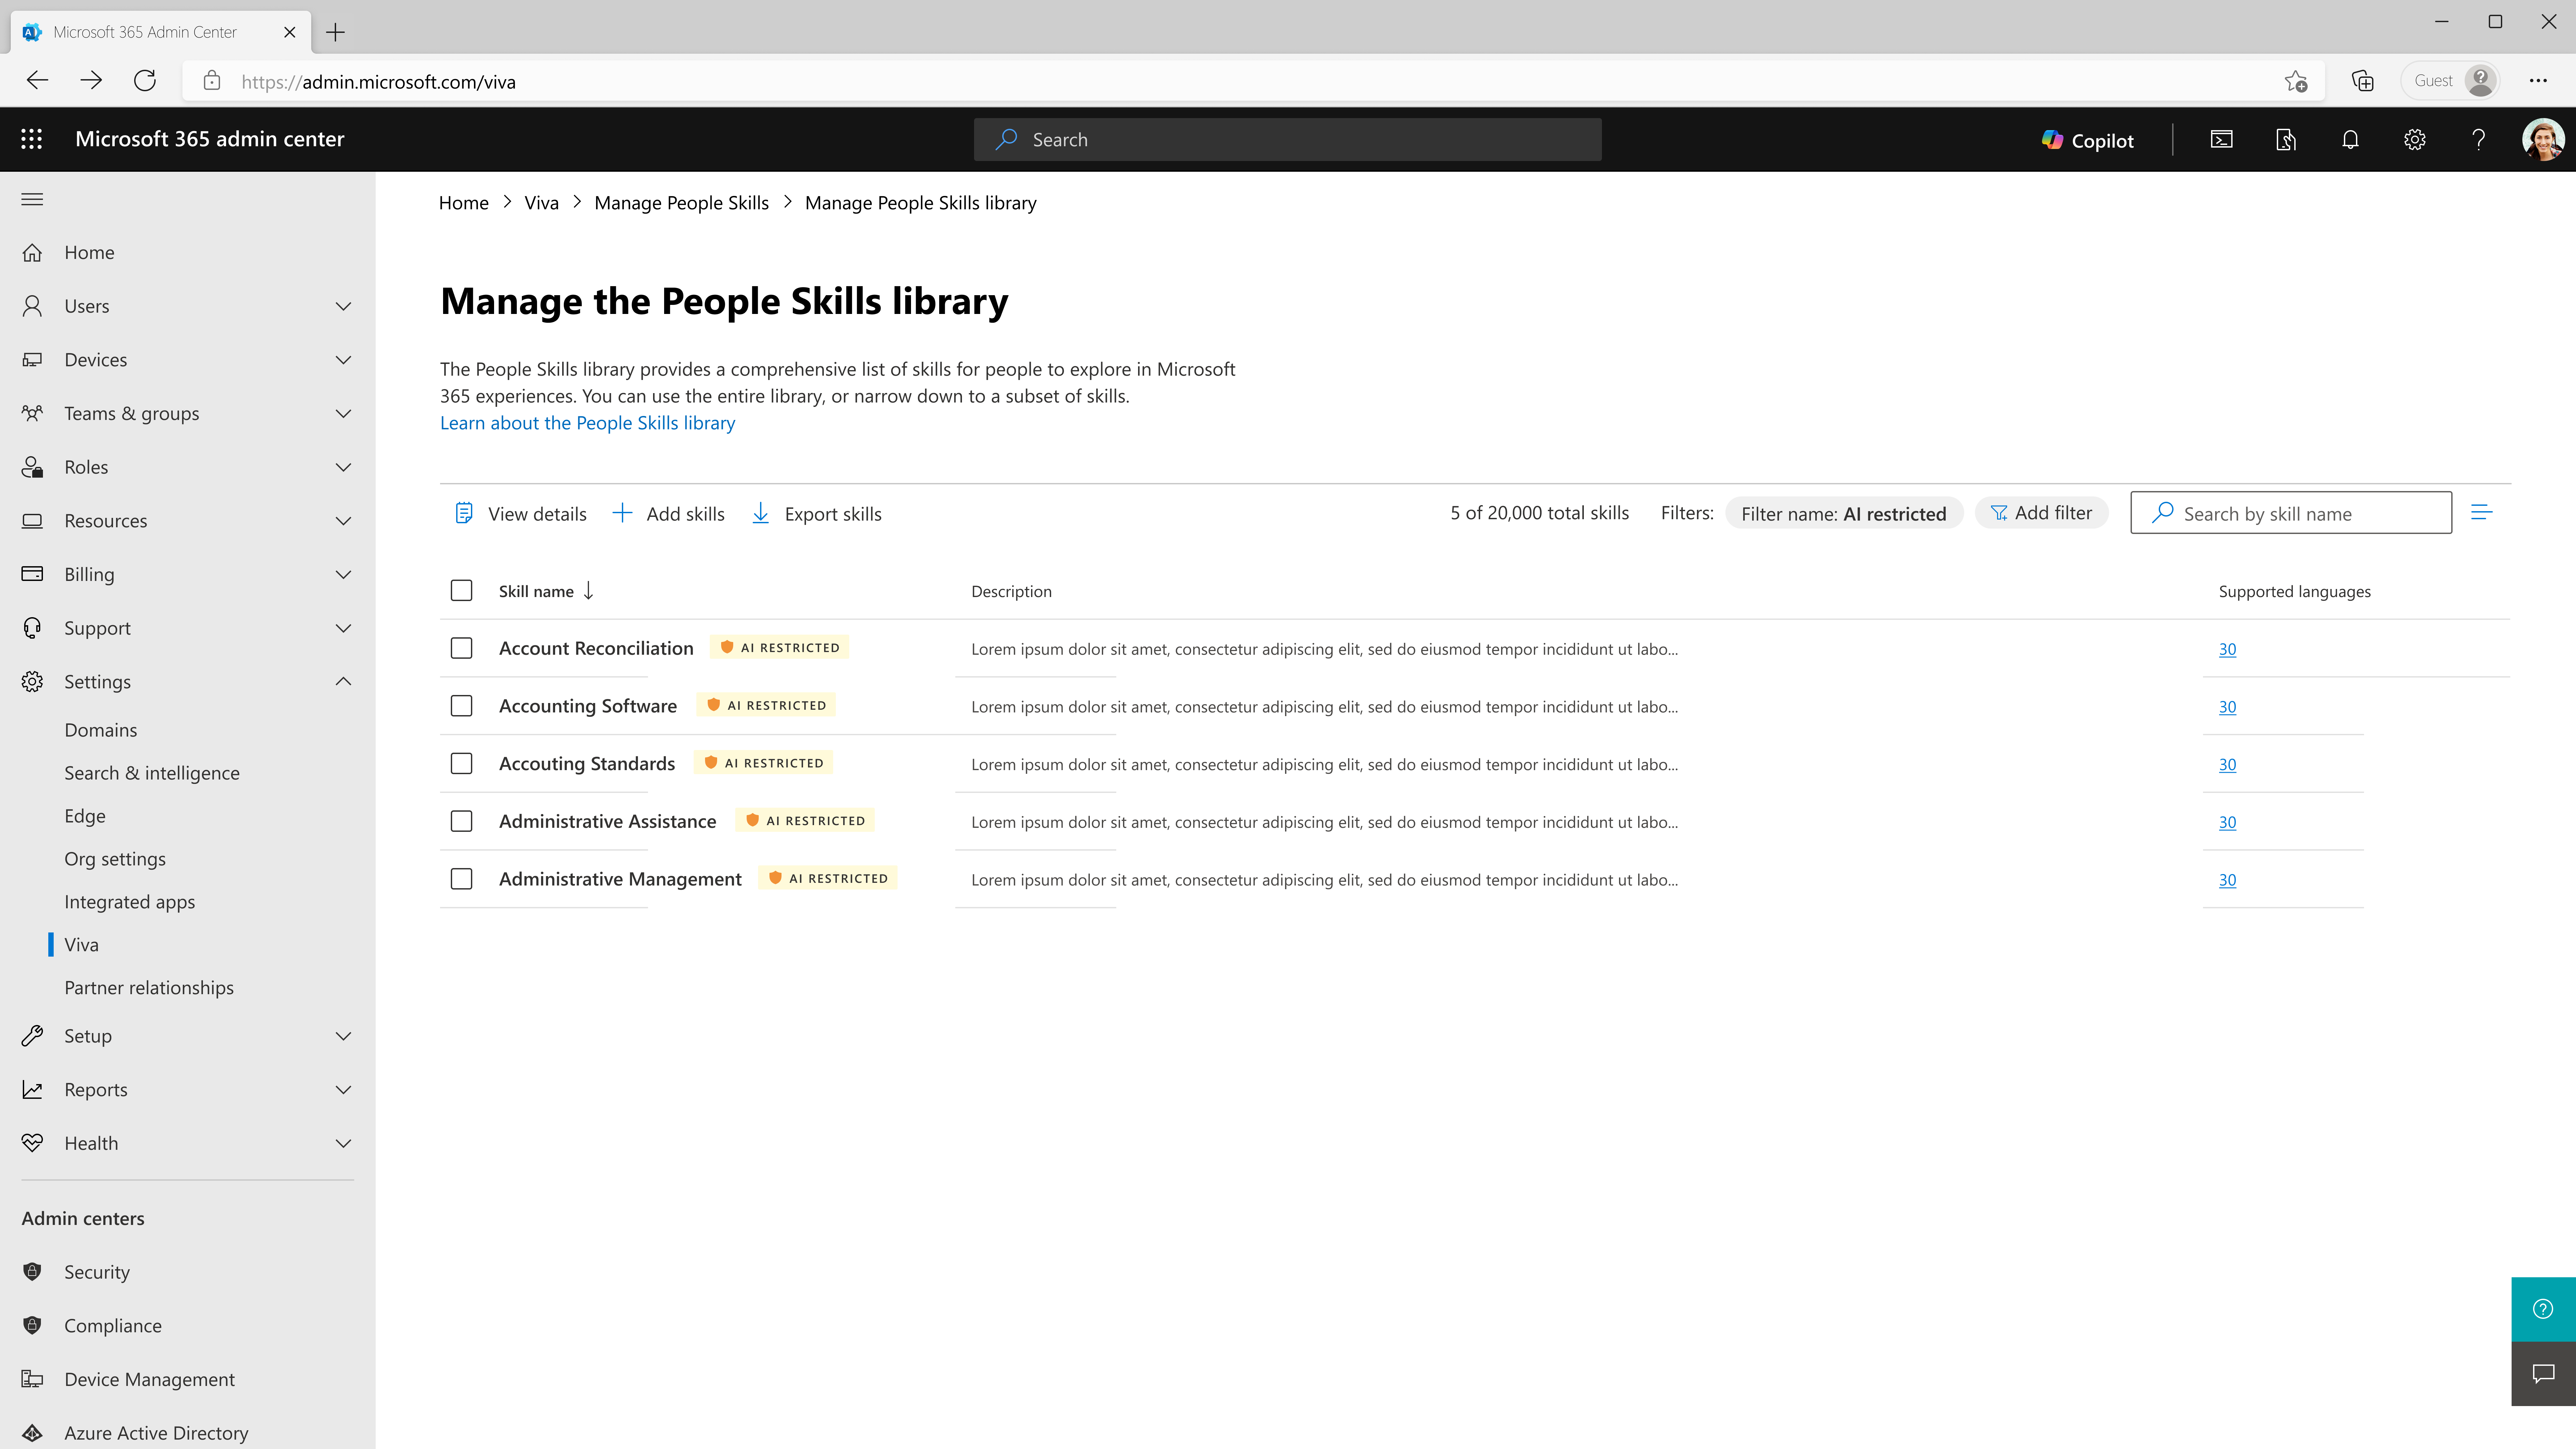 Microsoft 365 Admin Center
https://admin.microsoft.com/viva
Guest
Microsoft 365 admin center
Search
Copilot
Home
Users
Devices
Teams & groups
Roles
Resources
Billing
Support
Settings
Domains
Search & intelligence
Edge
Org settings
Integrated apps
Viva
Partner relationships
Setup
Reports
Health
Admin centers
Security
Compliance
Device Management
Azure Active Directory
Home > Viva > Manage People Skills > Manage People Skills library
Manage the People Skills library
The People Skills library provides a comprehensive list of skills for people to explore in Microsoft
365 experiences. You can use the entire library, or narrow down to a subset of skills.
Learn about the People Skills library
View details Add skills Export skills 5 of 20,000 total skills Filters: Filter name: AI restricted Add filter Search by skill name
Skill name Description Supported languages
Account Reconciliation AI RESTRICTED Lorem ipsum dolor sit amet, consectetur adipiscing elit, sed do eiusmod tempor incididunt ut labo... 30
Accounting Software AI RESTRICTED Lorem ipsum dolor sit amet, consectetur adipiscing elit, sed do eiusmod tempor incididunt ut labo... 30
Accouting Standards AI RESTRICTED Lorem ipsum dolor sit amet, consectetur adipiscing elit, sed do eiusmod tempor incididunt ut labo... 30
Administrative Assistance AI RESTRICTED Lorem ipsum dolor sit amet, consectetur adipiscing elit, sed do eiusmod tempor incididunt ut labo... 30
Administrative Management AI RESTRICTED Lorem ipsum dolor sit amet, consectetur adipiscing elit, sed do eiusmod tempor incididunt ut labo... 30